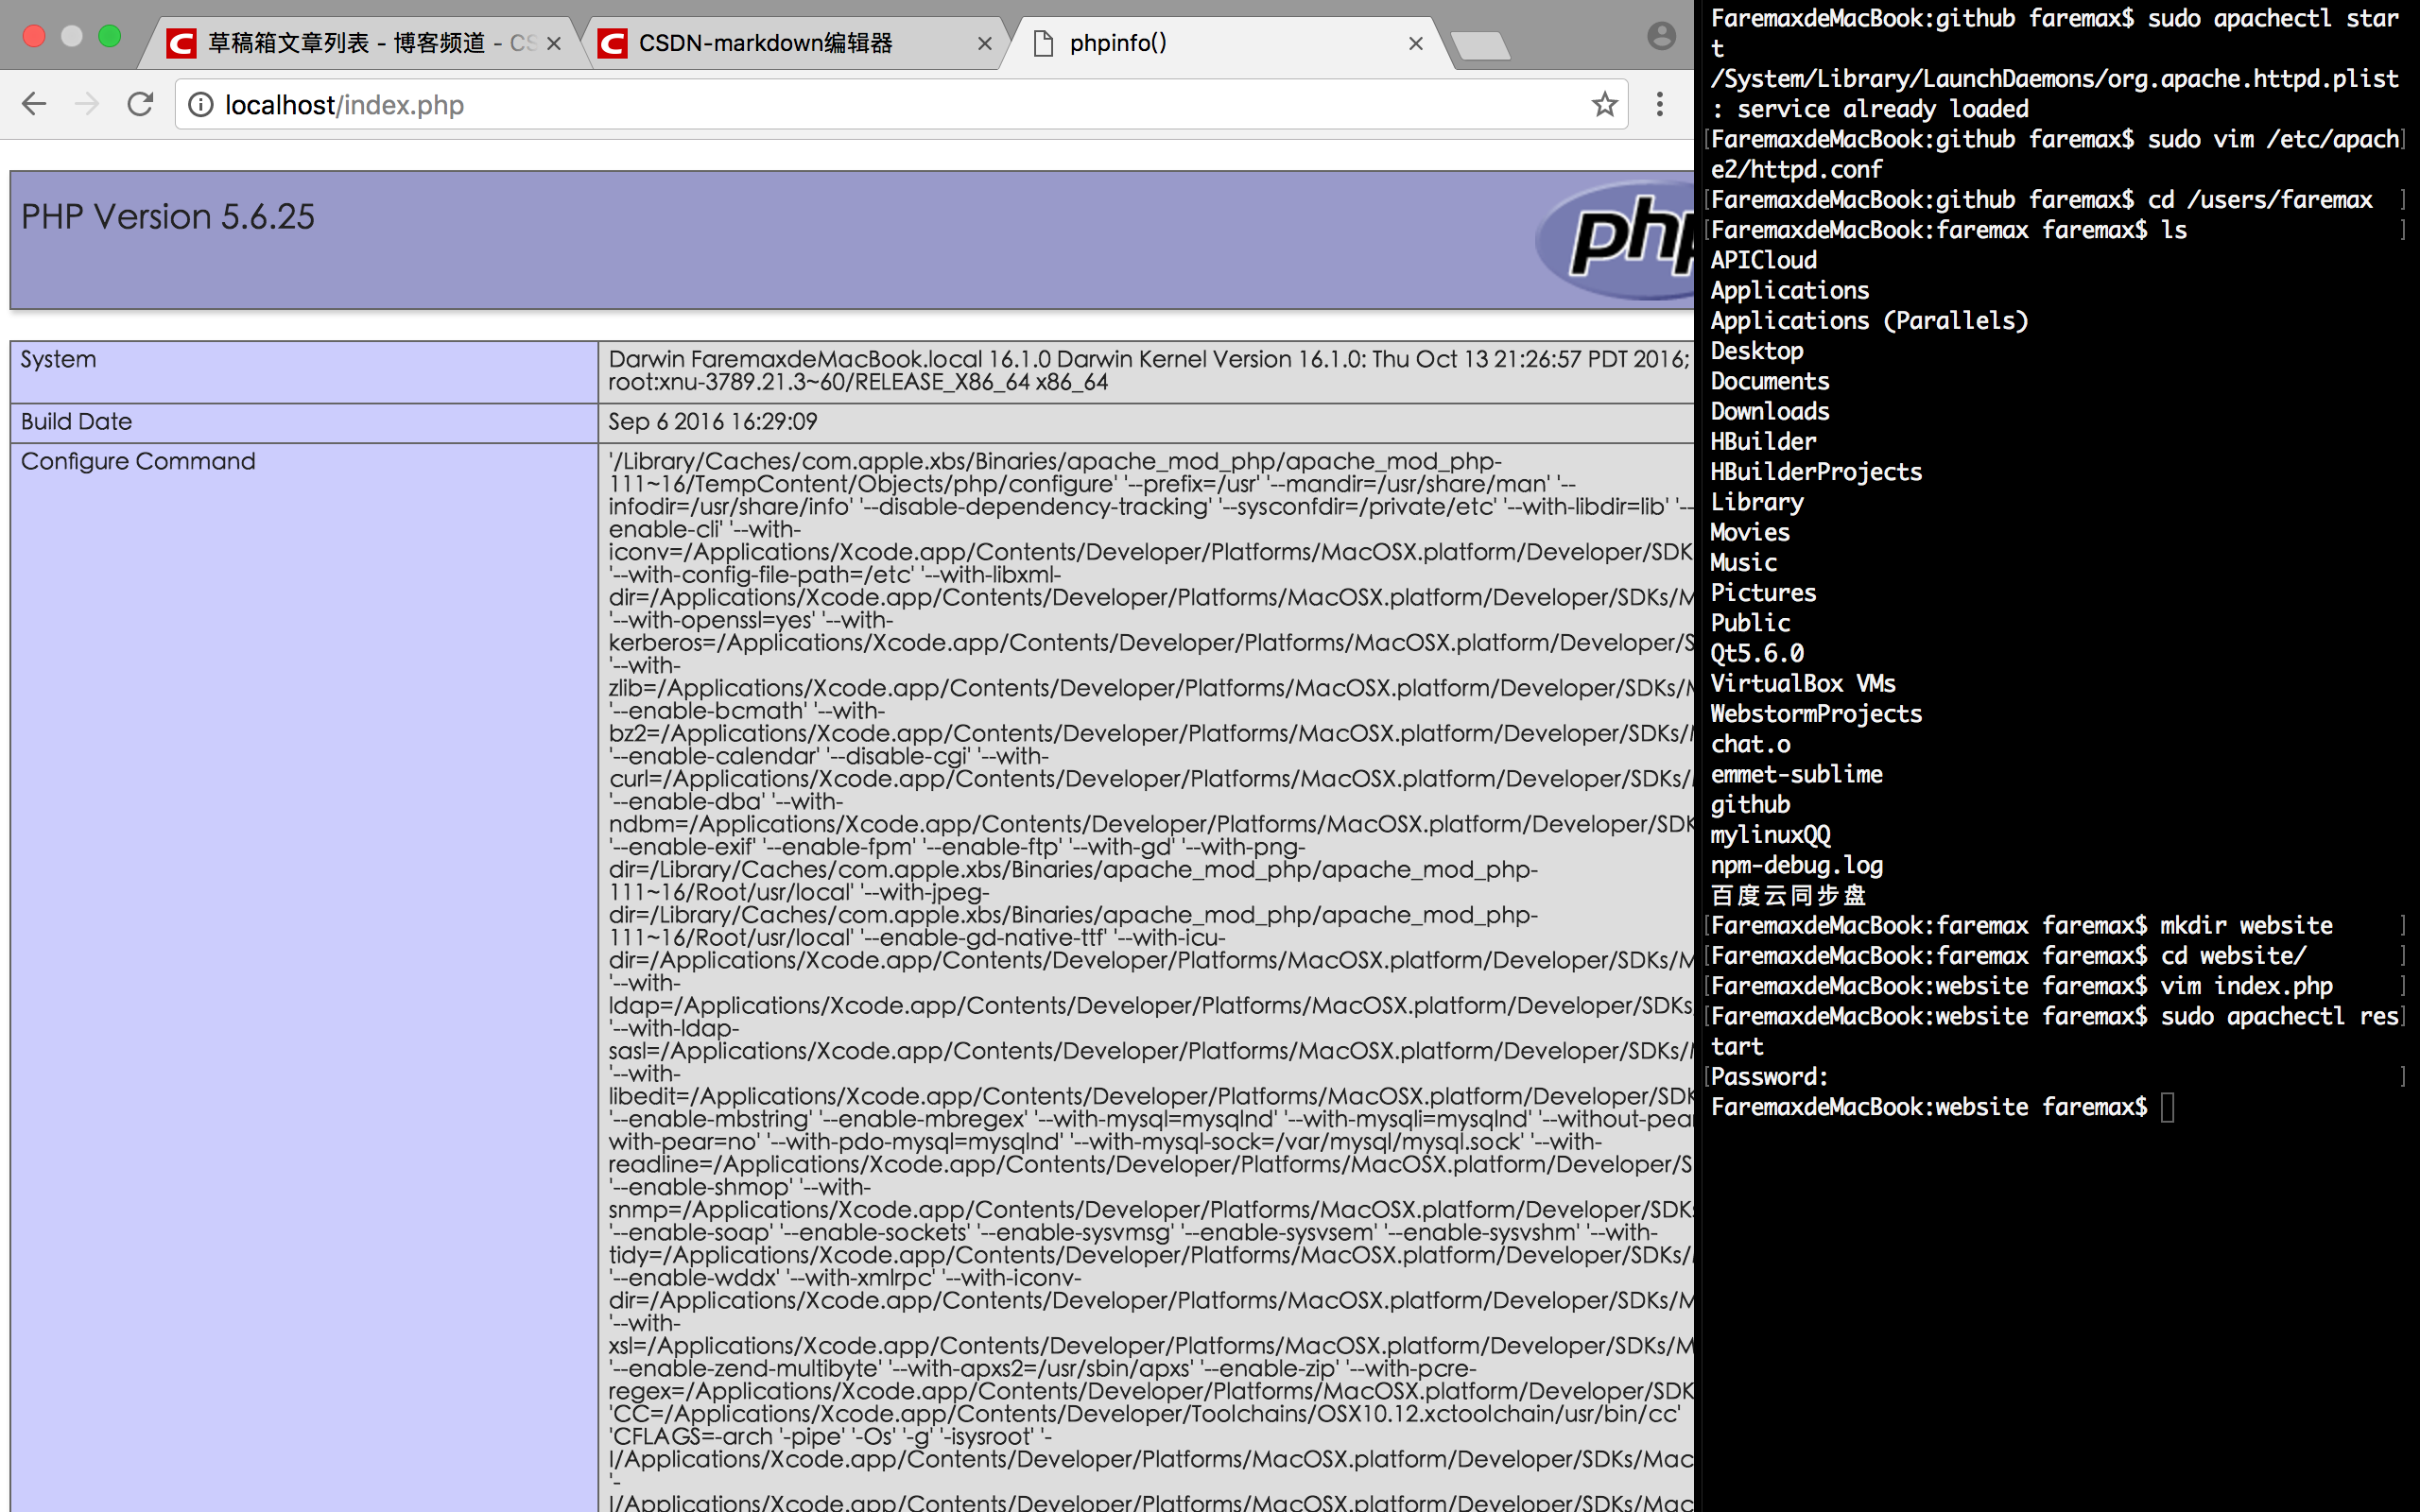 草稿箱文章列表 - 博客频道 - CS
CSDN-markdown编辑器
phpinfo()
localhost/index.php
PHP Version 5.6.25
php
System
Darwin FaremaxdeMacBook.local 16.1.0 Darwin Kernel Version 16.1.0: Thu Oct 13 21:26:57 PDT 2016;
root:xnu-3789.21.3~60/RELEASE_X86_64 x86_64
Build Date
Sep 6 2016 16:29:09
Configure Command
'/Library/Caches/com.apple.xbs/Binaries/apache_mod_php/apache_mod_php-
111~16/TempContent/Objects/php/configure' '--prefix=/usr' '--mandir=/usr/share/man' '--
infodir=/usr/share/info' '--disable-dependency-tracking' '--sysconfdir=/private/etc' '--with-libdir=lib' '--
enable-cli' '--with-
iconv=/Applications/Xcode.app/Contents/Developer/Platforms/MacOSX.platform/Developer/SDK
'--with-config-file-path=/etc' '--with-libxml-
dir=/Applications/Xcode.app/Contents/Developer/Platforms/MacOSX.platform/Developer/SDKs/M
'--with-openssl=yes' '--with-
kerberos=/Applications/Xcode.app/Contents/Developer/Platforms/MacOSX.platform/Developer/S
'--with-
zlib=/Applications/Xcode.app/Contents/Developer/Platforms/MacOSX.platform/Developer/SDKs/M
'--enable-bcmath' '--with-
bz2=/Applications/Xcode.app/Contents/Developer/Platforms/MacOSX.platform/Developer/SDKs/M
'--enable-calendar' '--disable-cgi' '--with-
curl=/Applications/Xcode.app/Contents/Developer/Platforms/MacOSX.platform/Developer/SDKs/M
'--enable-dba' '--with-
ndbm=/Applications/Xcode.app/Contents/Developer/Platforms/MacOSX.platform/Developer/SDK
'--enable-exif' '--enable-fpm' '--enable-ftp' '--with-gd' '--with-png-
dir=/Library/Caches/com.apple.xbs/Binaries/apache_mod_php/apache_mod_php-
111~16/Root/usr/local' '--with-jpeg-
dir=/Library/Caches/com.apple.xbs/Binaries/apache_mod_php/apache_mod_php-
111~16/Root/usr/local' '--enable-gd-native-ttf' '--with-icu-
dir=/Applications/Xcode.app/Contents/Developer/Platforms/MacOSX.platform/Developer/SDKs/M
'--with-
ldap=/Applications/Xcode.app/Contents/Developer/Platforms/MacOSX.platform/Developer/SDKs
'--with-ldap-
sasl=/Applications/Xcode.app/Contents/Developer/Platforms/MacOSX.platform/Developer/SDKs/M
'--with-
libedit=/Applications/Xcode.app/Contents/Developer/Platforms/MacOSX.platform/Developer/SDK
'--enable-mbstring' '--enable-mbregex' '--with-mysql=mysqlnd' '--with-mysqli=mysqlnd' '--without-pear
with-pear=no' '--with-pdo-mysql=mysqlnd' '--with-mysql-sock=/var/mysql/mysql.sock' '--with-
readline=/Applications/Xcode.app/Contents/Developer/Platforms/MacOSX.platform/Developer/S
'--enable-shmop' '--with-
snmp=/Applications/Xcode.app/Contents/Developer/Platforms/MacOSX.platform/Developer/SDK
'--enable-soap' '--enable-sockets' '--enable-sysvmsg' '--enable-sysvsem' '--enable-sysvshm' '--with-
tidy=/Applications/Xcode.app/Contents/Developer/Platforms/MacOSX.platform/Developer/SDKs/
'--enable-wddx' '--with-xmlrpc' '--with-iconv-
dir=/Applications/Xcode.app/Contents/Developer/Platforms/MacOSX.platform/Developer/SDKs/M
'--with-
xsl=/Applications/Xcode.app/Contents/Developer/Platforms/MacOSX.platform/Developer/SDKs/M
'--enable-zend-multibyte' '--with-apxs2=/usr/sbin/apxs' '--enable-zip' '--with-pcre-
regex=/Applications/Xcode.app/Contents/Developer/Platforms/MacOSX.platform/Developer/SDK
'CC=/Applications/Xcode.app/Contents/Developer/Toolchains/OSX10.12.xctoolchain/usr/bin/cc'
'CFLAGS=-arch '-pipe' '-Os' '-g' '-isysroot' '-
I/Applications/Xcode.app/Contents/Developer/Platforms/MacOSX.platform/Developer/SDKs/Mac
'-
I/Applications/Xcode.app/Contents/Developer/Platforms/MacOSX.platform/Developer/SDKs/Mac
FaremaxdeMacBook:github faremax$ sudo apachectl star
t
/System/Library/LaunchDaemons/org.apache.httpd.plist
: service already loaded
[FaremaxdeMacBook:github faremax$ sudo vim /etc/apach]
e2/httpd.conf
[FaremaxdeMacBook:github faremax$ cd /users/faremax ]
[FaremaxdeMacBook:faremax faremax$ ls ]
APICloud
Applications
Applications (Parallels)
Desktop
Documents
Downloads
HBuilder
HBuilderProjects
Library
Movies
Music
Pictures
Public
Qt5.6.0
VirtualBox VMs
WebstormProjects
chat.o
emmet-sublime
github
mylinuxQQ
npm-debug.log
百度云同步盘
[FaremaxdeMacBook:faremax faremax$ mkdir website ]
[FaremaxdeMacBook:faremax faremax$ cd website/ ]
[FaremaxdeMacBook:website faremax$ vim index.php ]
[FaremaxdeMacBook:website faremax$ sudo apachectl res]
tart
[Password: ]
FaremaxdeMacBook:website faremax$